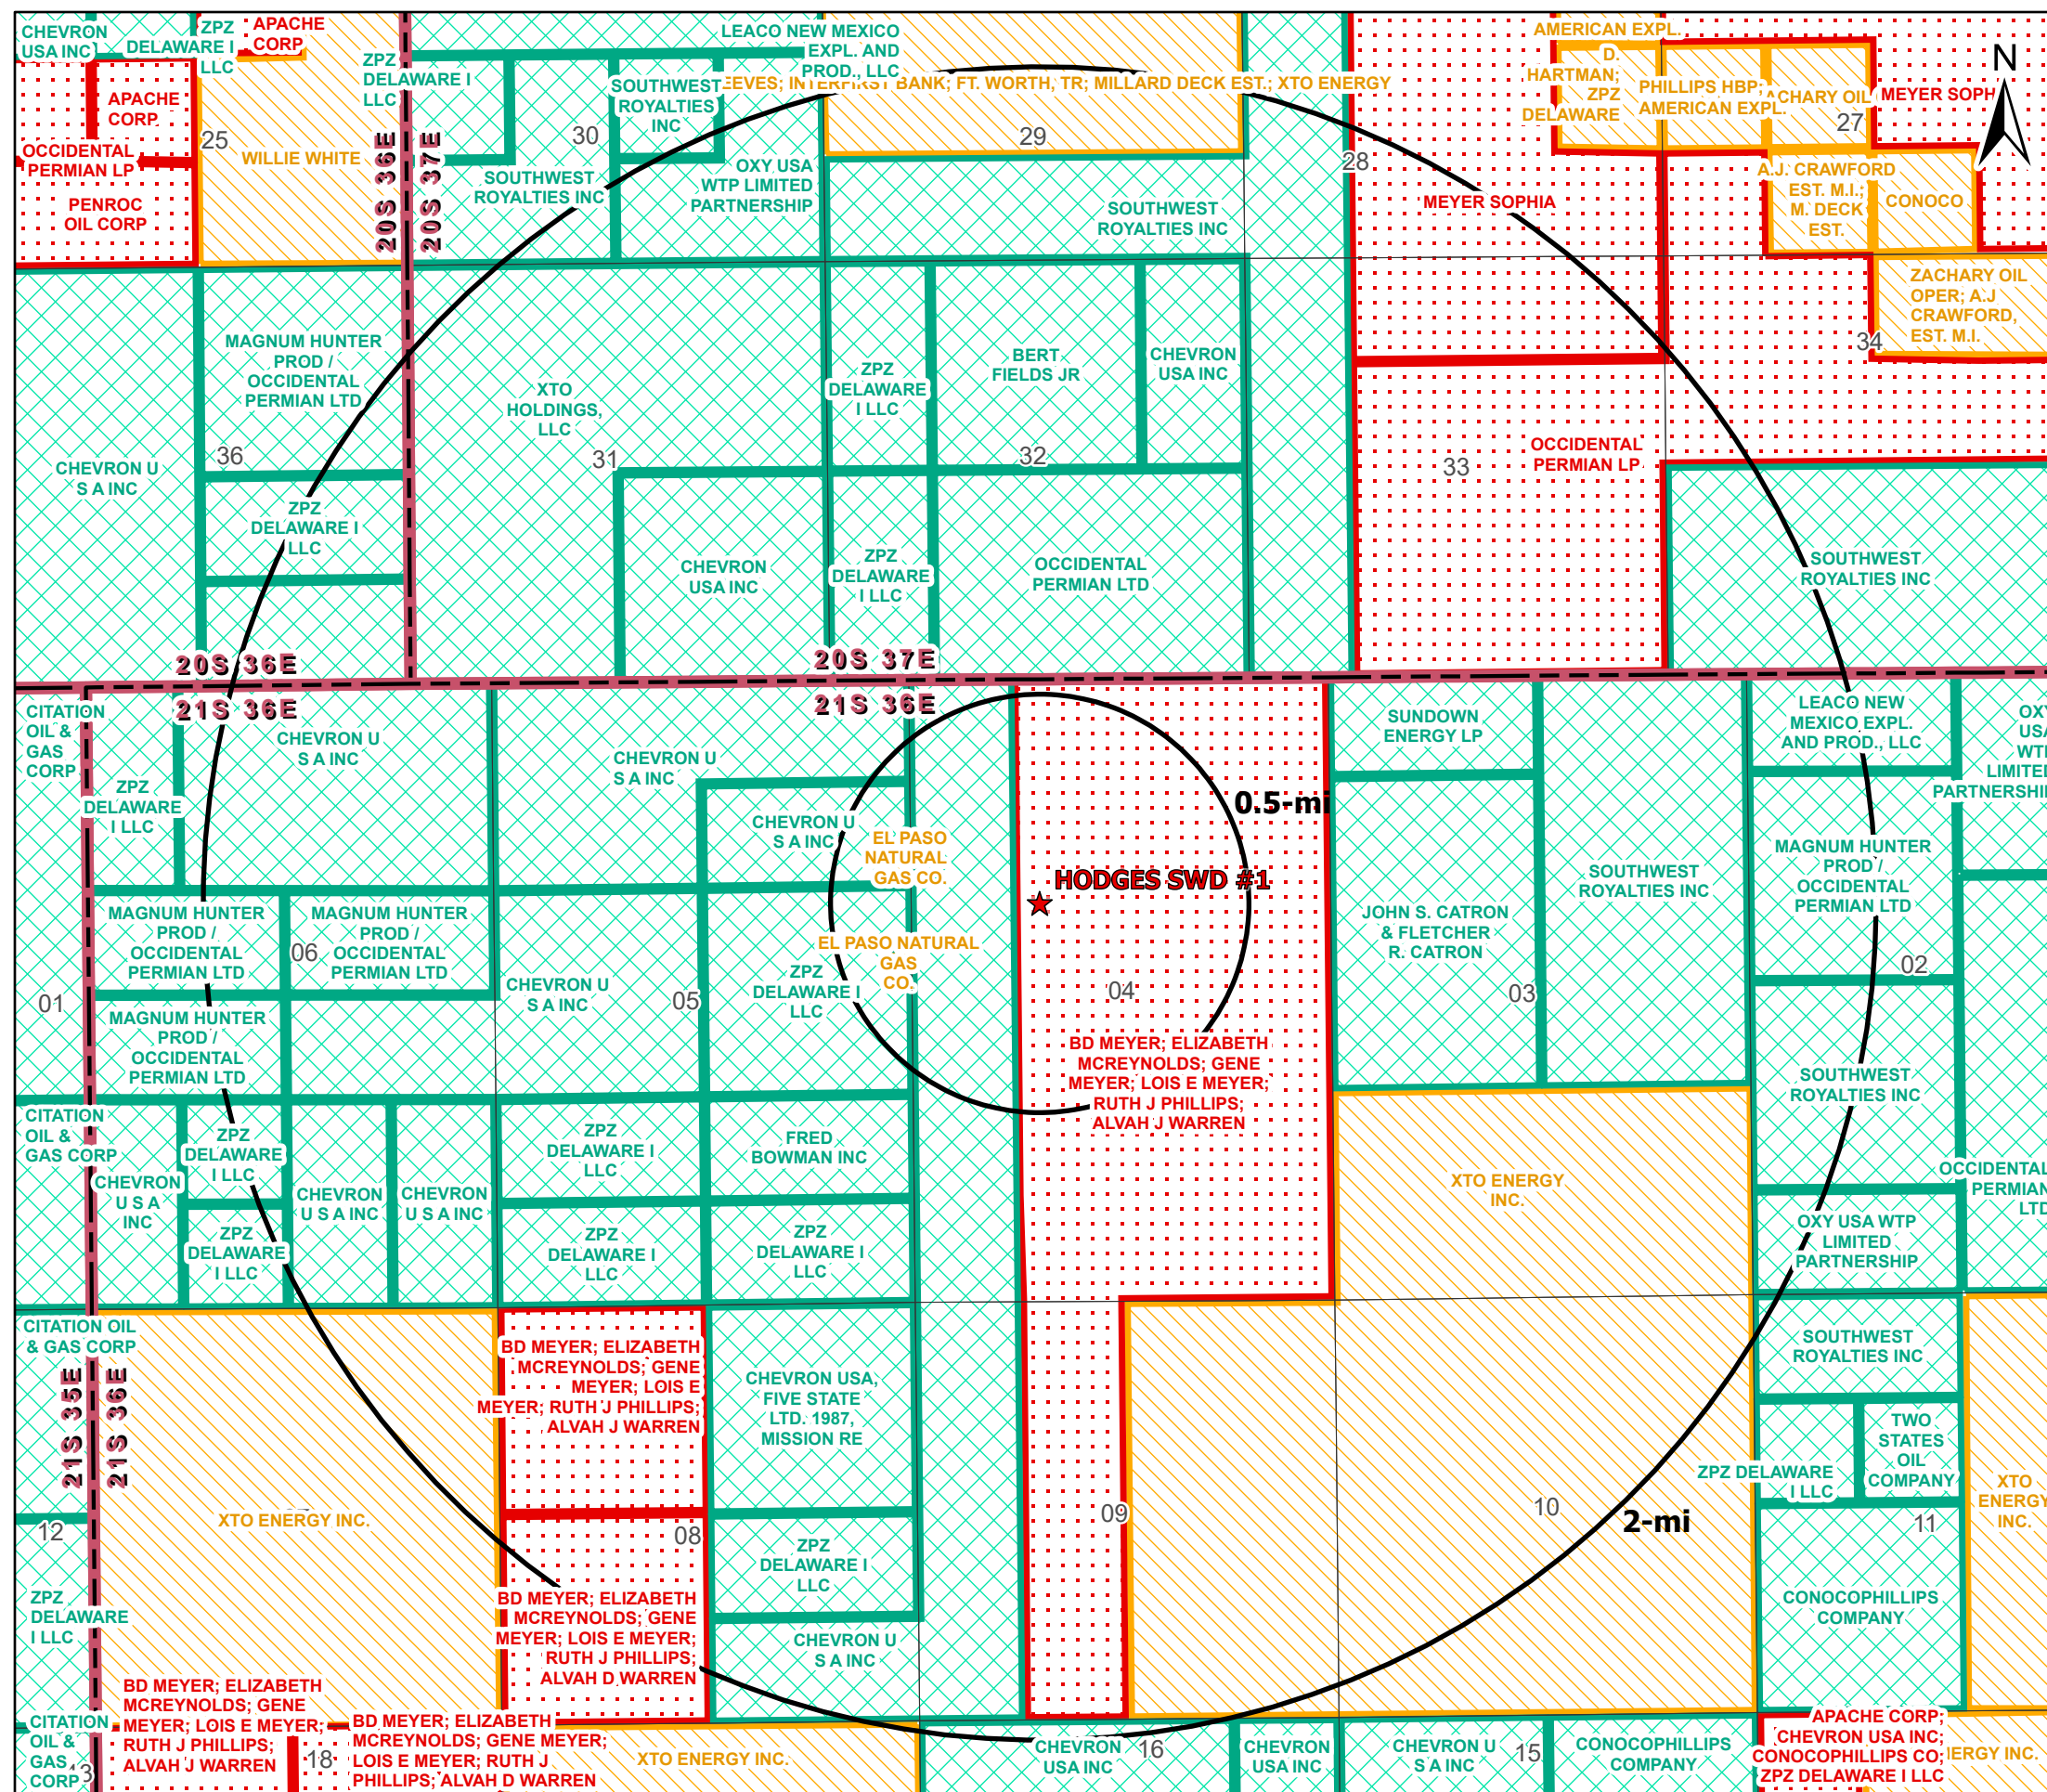 CHEVRON
USA INC
ZPZ
DELAWARE I
LLC
APACHE
CORP
ZPZ
DELAWARE I
LLC
LEACO NEW MEXICO
EXPL. AND
PROD., LLC
AMERICAN EXPL.
D.
HARTMAN;
ZPZ
DELAWARE
PHILLIPS HBP;
AMERICAN EXPL.
N
APACHE
CORP.
25
OCCIDENTAL
PERMIAN LP
WILLIE WHITE
PENROC
OIL CORP
20S 36E
20S 37E
30
SOUTHWEST
ROYALTIES
INC
INTERFIRST BANK; FT. WORTH, TR; MILLARD DECK EST.; XTO ENERGY
29
28
OIL
27
MEYER
SOUTHWEST
ROYALTIES INC
OXY USA
WTP LIMITED
PARTNERSHIP
SOUTHWEST
ROYALTIES INC
MEYER SOPHIA
A.J. CRAWFORD
EST. M.I.;
M. DECK
EST.
CONOCO
ZACHARY OIL
OPER; A.J
CRAWFORD,
EST. M.I.
34
MAGNUM HUNTER
PROD /
OCCIDENTAL
PERMIAN LTD
XTO
HOLDINGS,
LLC
ZPZ
DELAWARE
I LLC
BERT
FIELDS JR
CHEVRON
USA INC
36
31
32
33
OCCIDENTAL
PERMIAN LP
CHEVRON U
S A INC
ZPZ
DELAWARE I
LLC
CHEVRON
USA INC
ZPZ
DELAWARE
I LLC
OCCIDENTAL
PERMIAN LTD
SOUTHWEST
ROYALTIES INC
20S 36E
21S 36E
20S 37E
21S 36E
CITATION
OIL &
GAS
CORP
CHEVRON U
S A INC
ZPZ
DELAWARE
I LLC
CHEVRON U
S A INC
CHEVRON U
S A INC
EL PASO
NATURAL
GAS CO.
0.5-mi
HODGES SWD #1
SUNDOWN
ENERGY LP
LEACO NEW
MEXICO EXPL.
AND PROD., LLC
OXY
USA
WTP
LIMITED
PARTNERSHIP
MAGNUM HUNTER
PROD /
OCCIDENTAL
PERMIAN LTD
SOUTHWEST
ROYALTIES INC
JOHN S. CATRON
& FLETCHER
R. CATRON
MAGNUM HUNTER
PROD /
OCCIDENTAL
PERMIAN LTD
06
MAGNUM HUNTER
PROD /
OCCIDENTAL
PERMIAN LTD
EL PASO NATURAL
GAS
CO.
01
CHEVRON U
S A INC
05
ZPZ
DELAWARE I
LLC
04
03
02
MAGNUM HUNTER
PROD /
OCCIDENTAL
PERMIAN LTD
BD MEYER; ELIZABETH
MCREYNOLDS; GENE
MEYER; LOIS E MEYER;
RUTH J PHILLIPS;
ALVAH J WARREN
SOUTHWEST
ROYALTIES INC
CITATION
OIL &
GAS CORP
CHEVRON
U S A
INC
ZPZ
DELAWARE
I LLC
CHEVRON
U S A INC
CHEVRON
U S A INC
ZPZ
DELAWARE I
LLC
FRED
BOWMAN INC
XTO ENERGY
INC.
OCCIDENTAL
PERMIAN
LTD
ZPZ
DELAWARE
I LLC
ZPZ
DELAWARE I
LLC
ZPZ
DELAWARE I
LLC
OXY USA WTP
LIMITED
PARTNERSHIP
CITATION OIL
& GAS CORP
21S 35E
21S 36E
BD MEYER; ELIZABETH
MCREYNOLDS; GENE
MEYER; LOIS E
MEYER; RUTH J PHILLIPS;
ALVAH J WARREN
CHEVRON USA,
FIVE STATE
LTD. 1987,
MISSION RE
SOUTHWEST
ROYALTIES INC
TWO
STATES
OIL
COMPANY
ZPZ DELAWARE
I LLC
12
XTO ENERGY INC.
08
09
10
2-mi
11
XTO
ENERGY
INC.
ZPZ
DELAWARE
I LLC
BD MEYER; ELIZABETH
MCREYNOLDS; GENE
MEYER; LOIS E MEYER;
RUTH J PHILLIPS;
ALVAH D WARREN
ZPZ
DELAWARE I
LLC
CHEVRON U
S A INC
CONOCOPHILLIPS
COMPANY
BD MEYER; ELIZABETH
MCREYNOLDS; GENE
MEYER; LOIS E MEYER;
RUTH J PHILLIPS;
ALVAH J WARREN
CITATION
OIL &
GAS
CORP
13
18
BD MEYER; ELIZABETH
MCREYNOLDS; GENE MEYER;
LOIS E MEYER; RUTH J
PHILLIPS; ALVAH D WARREN
XTO ENERGY INC.
CHEVRON
USA INC
16
CHEVRON
USA INC
CHEVRON U
S A INC
15
CONOCOPHILLIPS
COMPANY
APACHE CORP;
CHEVRON USA INC;
CONOCOPHILLIPS CO;
ZPZ DELAWARE I LLC
INC.